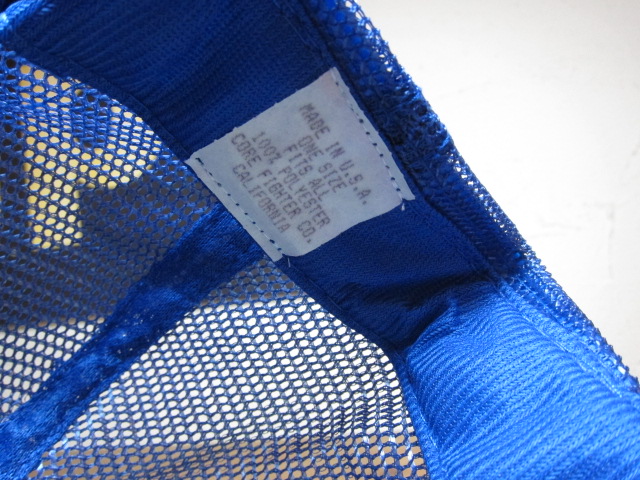 MADE IN U.S.A.
ONE SIZE
FITS ALL
100% POLYESTER
CORE FIGHTER CO.
CALIFORNIA